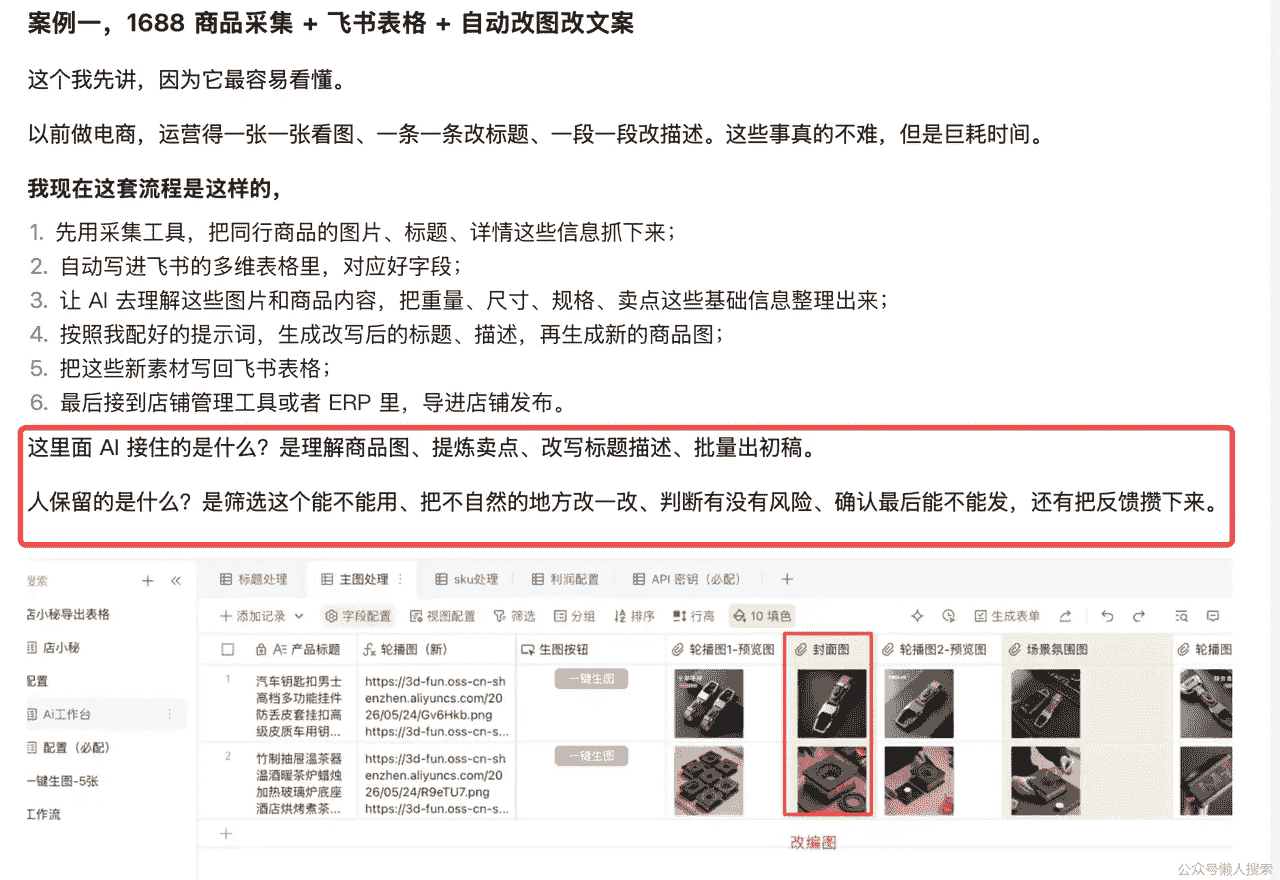 案例一，1688 商品采集 + 飞书表格 + 自动改图改文案
这个我先讲，因为它最容易看懂。
以前做电商，运营得一张一张看图、一条一条改标题、一段一段改描述。这些事真的不难，但是巨耗时间。
我现在这套流程是这样的，
1. 先用采集工具，把同行商品的图片、标题、详情这些信息抓下来；
2. 自动写进飞书的多维表格里，对应好字段；
3. 让 AI 去理解这些图片和商品内容，把重量、尺寸、规格、卖点这些基础信息整理出来；
4. 按照我配好的提示词，生成改写后的标题、描述，再生成新的商品图；
5. 把这些新素材写回飞书表格；
6. 最后接到店铺管理工具或者 ERP 里，导进店铺发布。
这里面 AI 接住的是什么？是理解商品图、提炼卖点、改写标题描述、批量出初稿。
人保留的是什么？是筛选这个能不能用、把不自然的地方改一改、判断有没有风险、确认最后能不能发，还有把反馈攒下来。
搜索
店小秘导出表格
店小秘
配置
Ai工作台
配置（必配）
一键生图-5张
工作流
标题处理 主图处理 sku处理 利润配置 API 密钥（必配）
添加记录 字段配置 视图配置 筛选 分组 排序 行高 10 填色 生成表单
产品标题 轮播图（新） 生图按钮 轮播图1-预览图 封面图 轮播图2-预览图 场景氛围图 轮播图
1 汽车钥匙扣男士 https://3d-fun.oss-cn-sh 一键生图
高档多功能挂件 enzhen.aliyuncs.com/20
防丢皮套挂扣高 26/05/24/Gv6Hkb.png
级皮质车用钥... https://3d-fun.oss-cn-s...
2 竹制抽屉温茶器 https://3d-fun.oss-cn-sh 一键生图
温酒暖茶炉蜡烛 enzhen.aliyuncs.com/20
加热玻璃炉底座 26/05/24/R9eTU7.png
酒店烘烤煮茶... https://3d-fun.oss-cn-s...
改编图
公众号懒人搜索